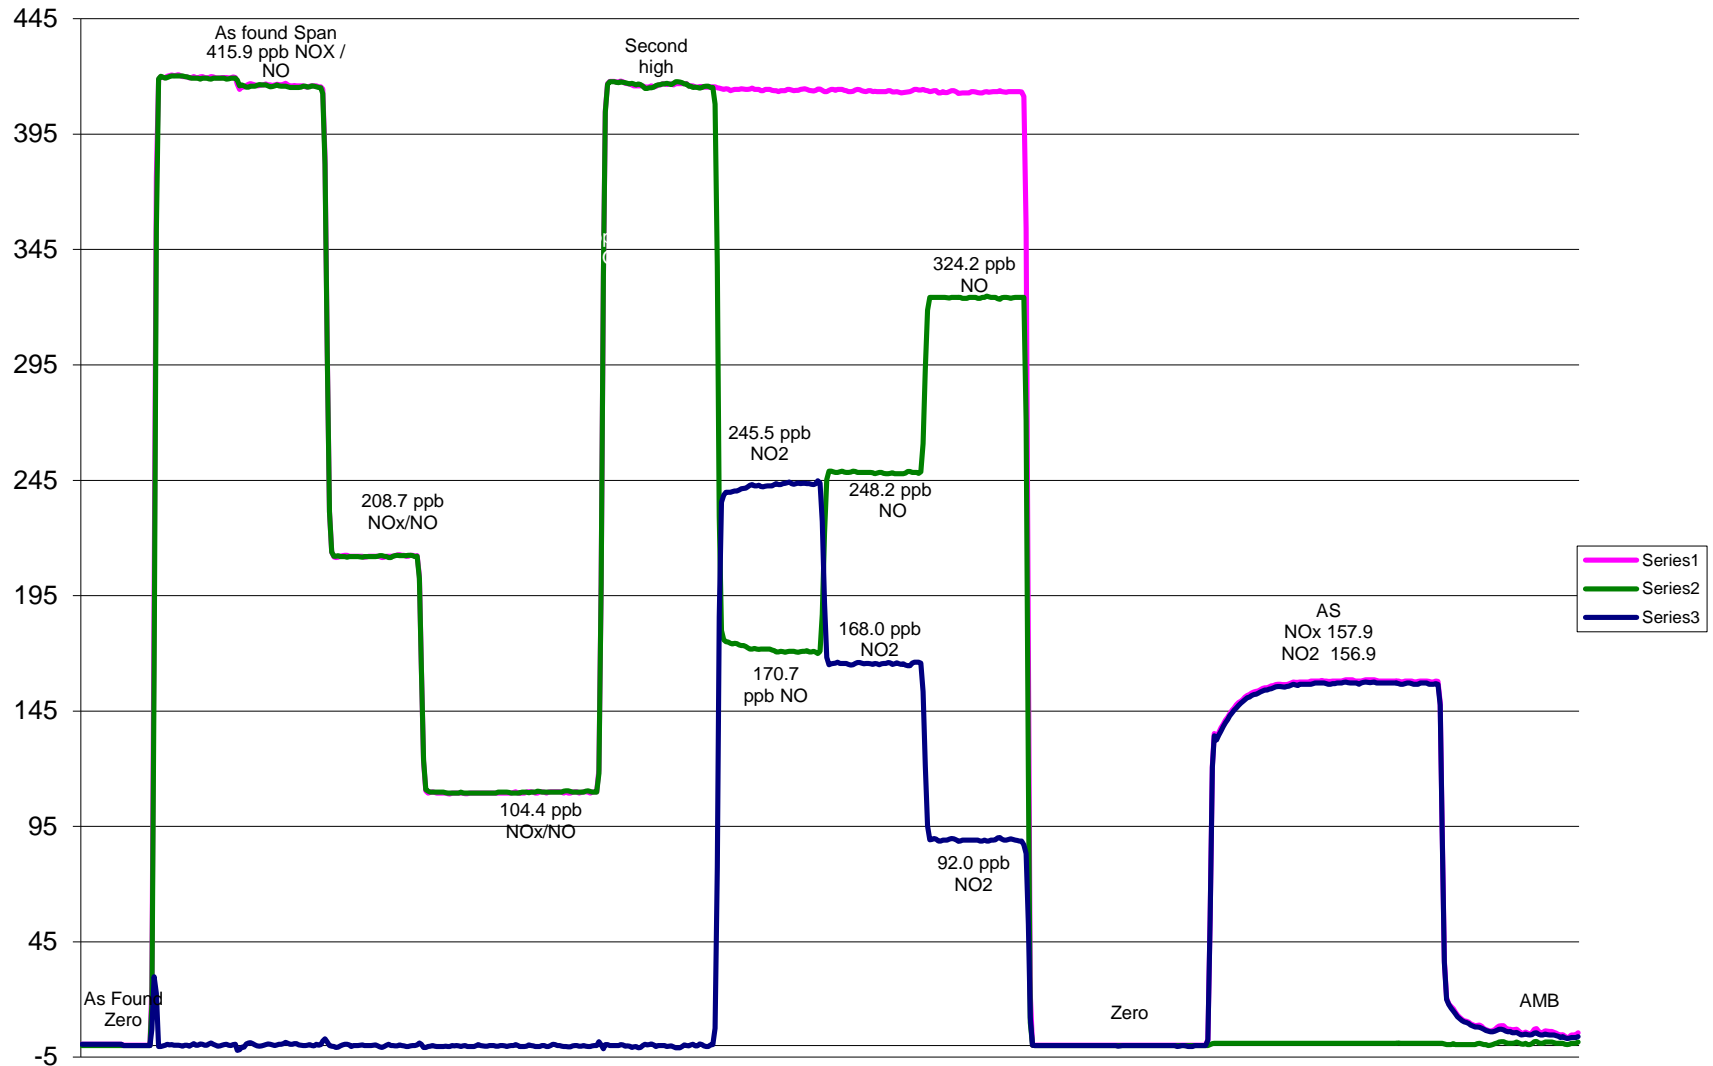 445
395
345
295
245
195
145
95
45
-5
As found Span
415.9 ppb NOX /
NO
Second
high
208.7 ppb
NOx/NO
104.4 ppb
NOx/NO
245.5 ppb
NO2
170.7
ppb NO
248.2 ppb
NO
168.0 ppb
NO2
324.2 ppb
NO
92.0 ppb
NO2
As Found
Zero
Zero
AS
NOx 157.9
NO2  156.9
AMB
Series1
Series2
Series3